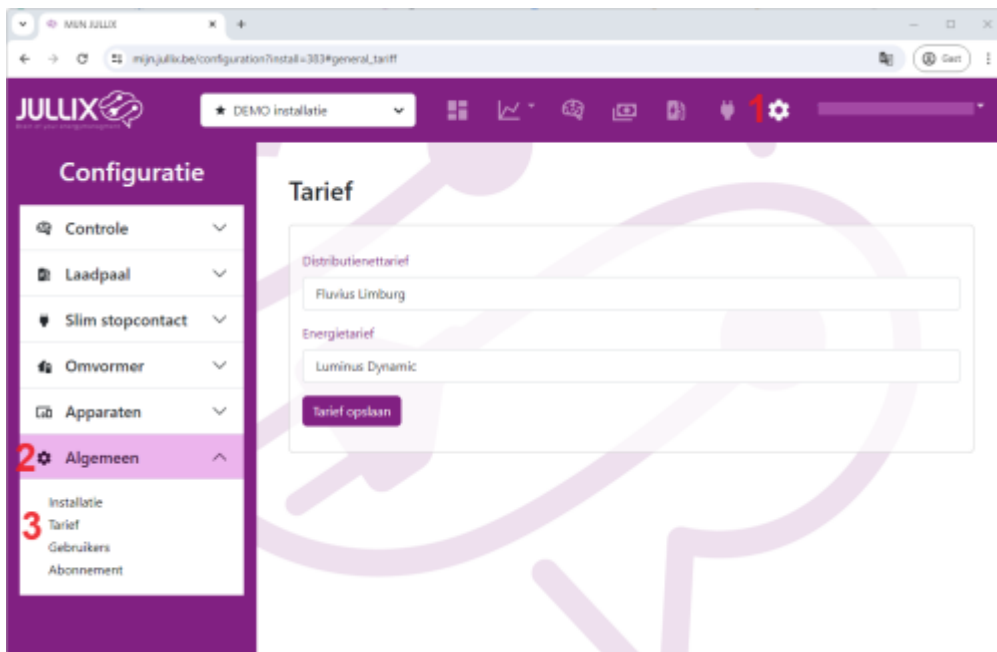 MIJN JULLIX
mijn.jullix.be/configuration?install=383#general_tariff
Gast
JULLIX
★ DEMO installatie
1
Configuratie
Controle
Laadpaal
Slim stopcontact
Omvormer
Apparaten
2 Algemeen
Installatie
3 Tarief
Gebruikers
Abonnement
Tarief
Distributienettarief
Fluvius Limburg
Energietarief
Luminus Dynamic
Tarief opslaan